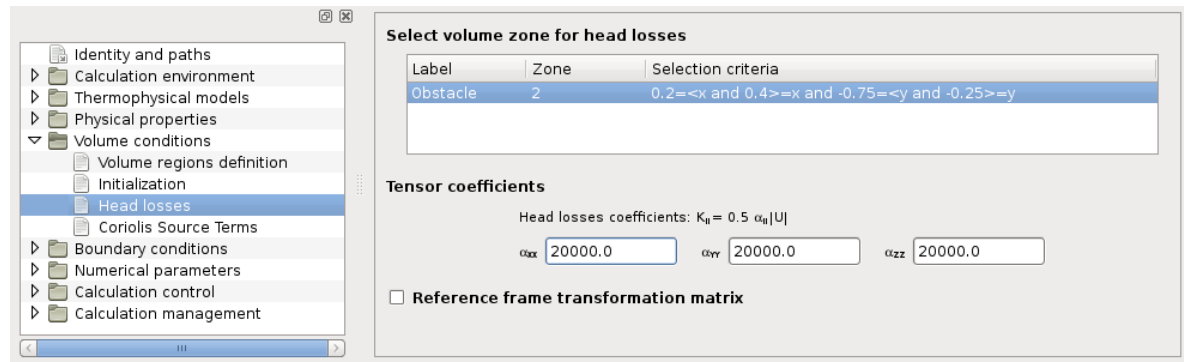 Identity and paths
Calculation environment
Thermophysical models
Physical properties
Volume conditions
Volume regions definition
Initialization
Head losses
Coriolis Source Terms
Boundary conditions
Numerical parameters
Calculation control
Calculation management
Select volume zone for head losses
Label Zone Selection criteria
Obstacle 2 0.2=<x and 0.4>=x and -0.75=<y and -0.25>=y
Tensor coefficients
Head losses coefficients: K_II = 0.5 α_II|U|
α_XX 20000.0 α_YY 20000.0 α_ZZ 20000.0
Reference frame transformation matrix